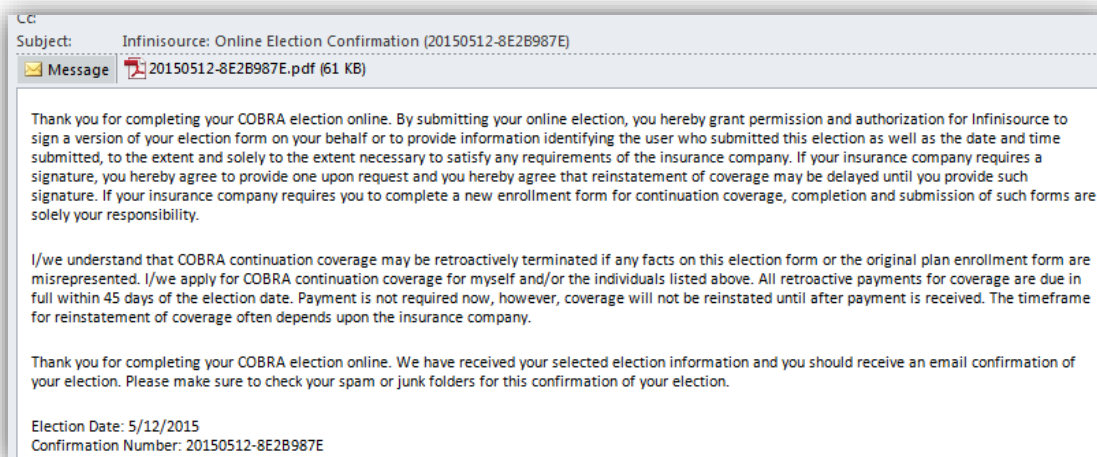 Cc:
Subject: Infinisource: Online Election Confirmation (20150512-8E2B987E)
Message 20150512-8E2B987E.pdf (61 KB)
Thank you for completing your COBRA election online. By submitting your online election, you hereby grant permission and authorization for Infinisource to
sign a version of your election form on your behalf or to provide information identifying the user who submitted this election as well as the date and time
submitted, to the extent and solely to the extent necessary to satisfy any requirements of the insurance company. If your insurance company requires a
signature, you hereby agree to provide one upon request and you hereby agree that reinstatement of coverage may be delayed until you provide such
signature. If your insurance company requires you to complete a new enrollment form for continuation coverage, completion and submission of such forms are
solely your responsibility.
I/we understand that COBRA continuation coverage may be retroactively terminated if any facts on this election form or the original plan enrollment form are
misrepresented. I/we apply for COBRA continuation coverage for myself and/or the individuals listed above. All retroactive payments for coverage are due in
full within 45 days of the election date. Payment is not required now, however, coverage will not be reinstated until after payment is received. The timeframe
for reinstatement of coverage often depends upon the insurance company.
Thank you for completing your COBRA election online. We have received your selected election information and you should receive an email confirmation of
your election. Please make sure to check your spam or junk folders for this confirmation of your election.
Election Date: 5/12/2015
Confirmation Number: 20150512-8E2B987E